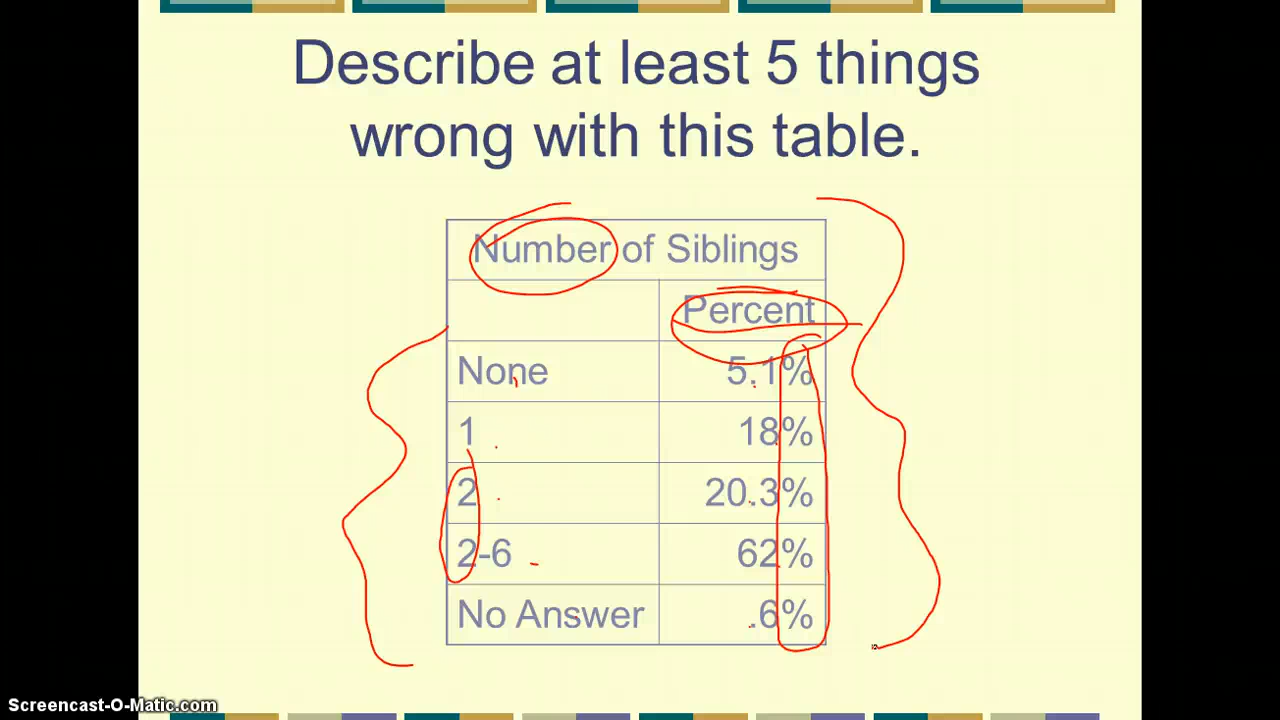 Describe at least 5 things
wrong with this table.
Number of Siblings
Percent
None 5.1%
1 18%
2 20.3%
2-6 62%
No Answer .6%
Screencast-O-Matic.com